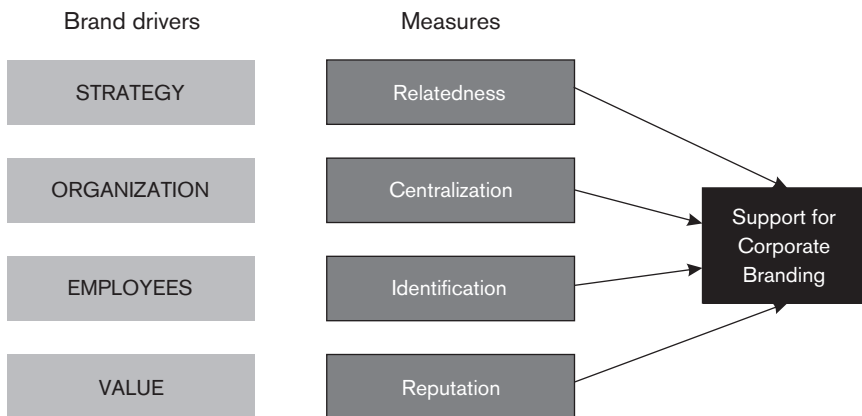 Brand drivers
Measures
STRATEGY
Relatedness
ORGANIZATION
Centralization
EMPLOYEES
Identification
VALUE
Reputation
Support for
Corporate
Branding